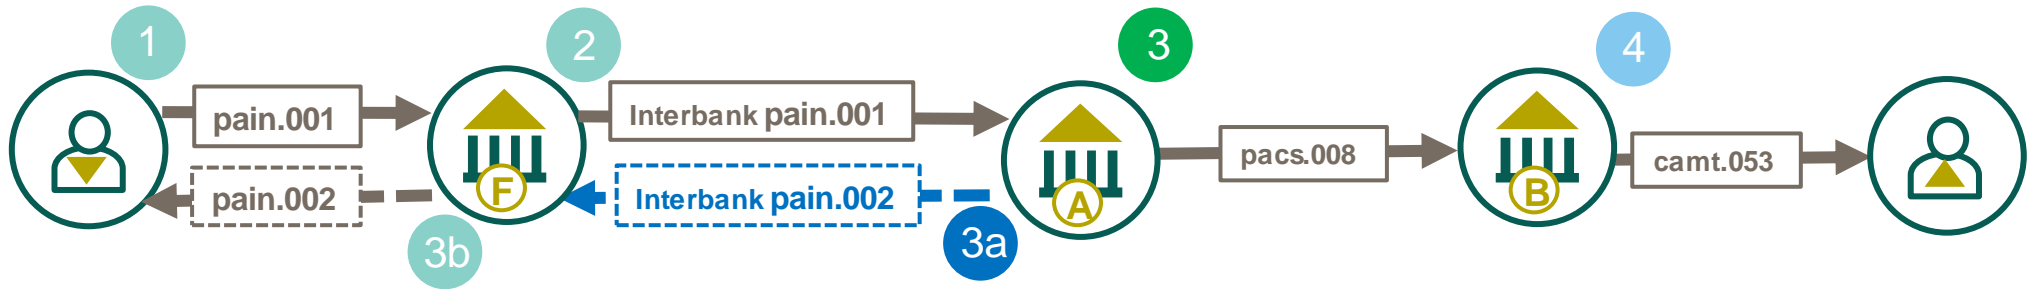 1
2
3
4
pain.001
Interbank pain.001
pacs.008
camt.053
pain.002
Interbank pain.002
F
A
B
3b
3a